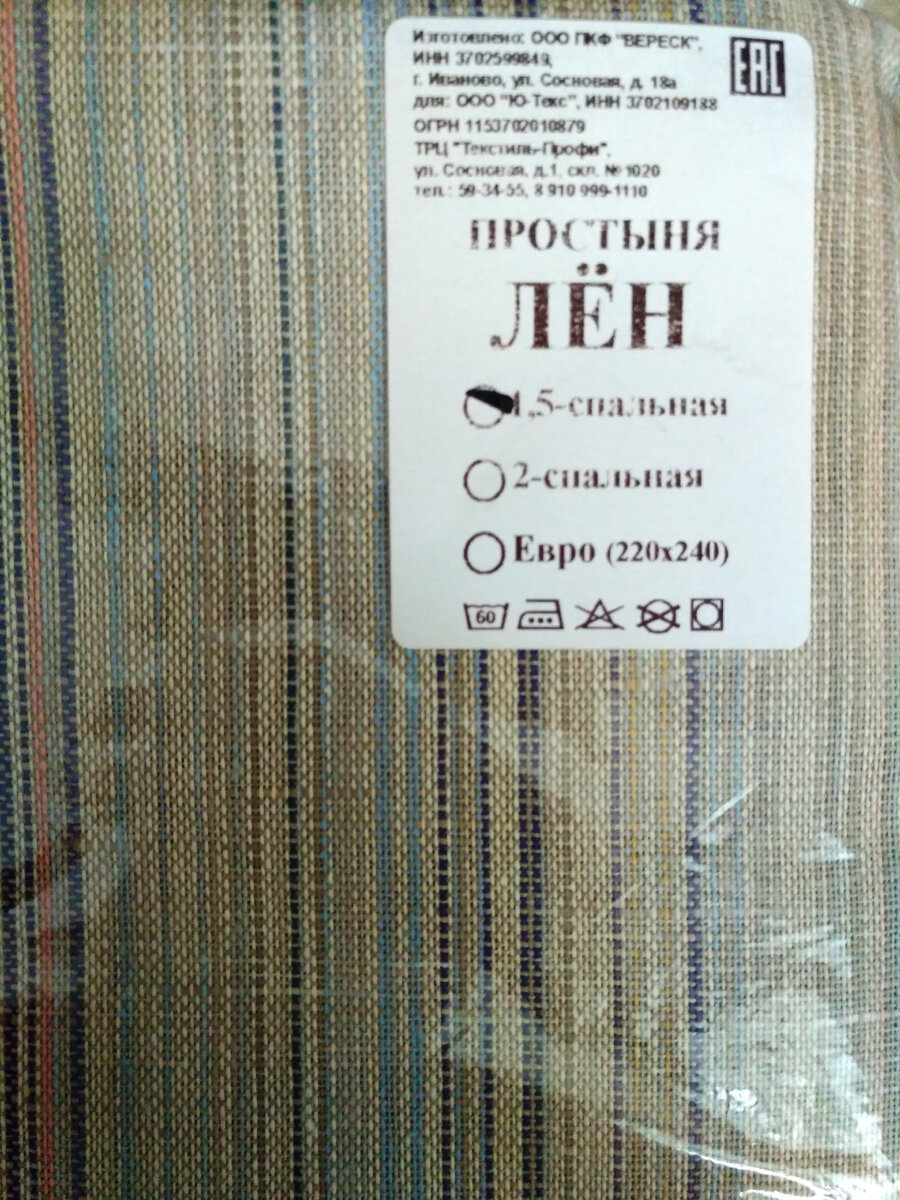 Изготовлено: ООО ПКФ "ВЕРЕСК",
ИНН 3702599849,
г. Иваново, ул. Сосновая, д. 18а
для: ООО "Ю-Текс", ИНН 3702109188
ОГРН 1153702010879
ТРЦ "Текстиль-Профи",
ул. Сосновая, д.1, скл. №1020
тел.: 59-34-55, 8 910 999-1110
EAC
ПРОСТЫНЯ
ЛЁН
1,5-спальная
2-спальная
Евро (220х240)
60